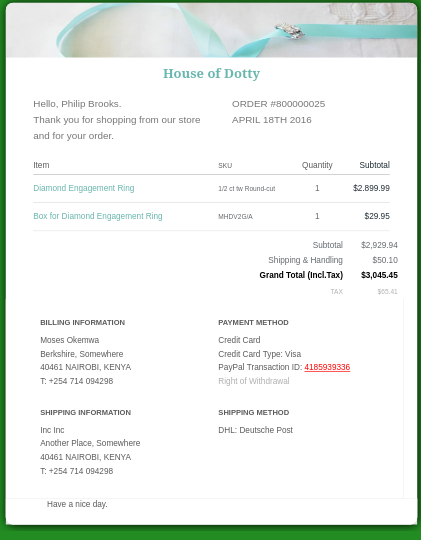 House of Dotty
Hello, Philip Brooks.
Thank you for shopping from our store
and for your order.
ORDER #800000025
APRIL 18TH 2016
Item SKU Quantity Subtotal
Diamond Engagement Ring 1/2 ct tw Round-cut 1 $2.899.99
Box for Diamond Engagement Ring MHDV2G/A 1 $29.95
Subtotal $2,929.94
Shipping & Handling $50.10
Grand Total (Incl.Tax) $3,045.45
TAX $65.41
BILLING INFORMATION
Moses Okemwa
Berkshire, Somewhere
40461 NAIROBI, KENYA
T: +254 714 094298
PAYMENT METHOD
Credit Card
Credit Card Type: Visa
PayPal Transaction ID: 4185939336
Right of Withdrawal
SHIPPING INFORMATION
Inc Inc
Another Place, Somewhere
40461 NAIROBI, KENYA
T: +254 714 094298
SHIPPING METHOD
DHL: Deutsche Post
Have a nice day.